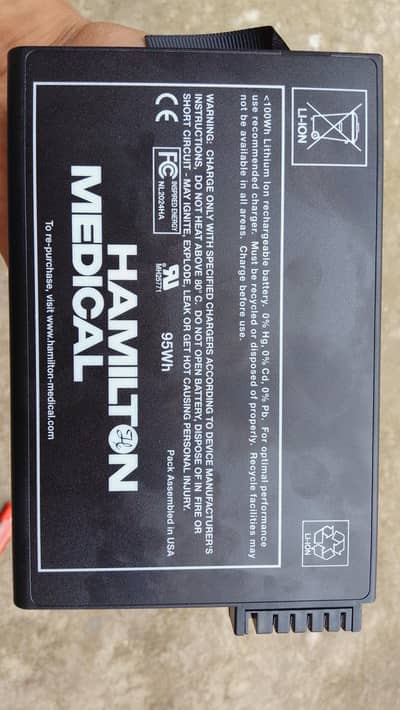 LI-ION
LI-ION
<100Wh Lithium Ion rechargeable battery, 0% Hg, 0% Cd, 0% Pb. For optimal performance
use recommended charger. Must be recycled or disposed of properly. Recycle facilities may
not be available in all areas. Charge before use.
WARNING: CHARGE ONLY WITH SPECIFIED CHARGERS ACCORDING TO DEVICE MANUFACTURER'S
INSTRUCTIONS, DO NOT HEAT ABOVE 80° C. DO NOT OPEN BATTERY, DISPOSE OF IN FIRE OR
SHORT CIRCUIT - MAY IGNITE, EXPLODE, LEAK OR GET HOT CAUSING PERSONAL INJURY.
CE
FC INSPIRED ENERGY
NL2024HA
RU
MH25771
95Wh
Pack Assembled in USA
HAMILTON
MEDICAL
To re-purchase, visit www.hamilton-medical.com